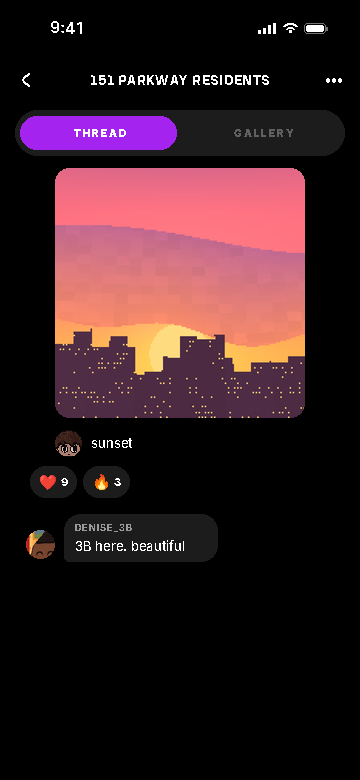 9:41
151 PARKWAY RESIDENTS
THREAD
GALLERY
sunset
❤️ 9
🔥 3
DENISE_3B
3B here. beautiful